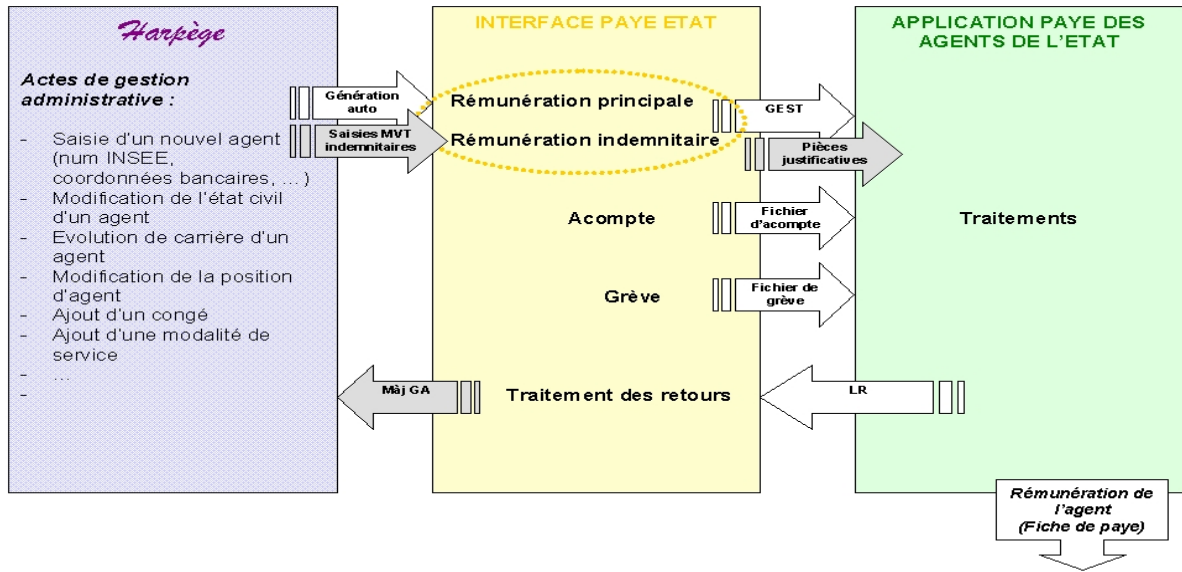 Harpège
Actes de gestion
administrative :
- Saisie d'un nouvel agent
(num INSEE,
coordonnées bancaires, ... )
- Modification de l'état civil
d'un agent
- Evolution de carrière d'un
agent
- Modification de la position
d'agent
- Ajout d'un congé
- Ajout d'une modalité de
service
- ...
-
Génération
auto
Saisies MVT
indemnitaires
Màj GA
INTERFACE PAYE ETAT
Rémunération principale
Rémunération indemnitaire
Acompte
Grève
Traitement des retours
GEST
Pièces
justificatives
Fichier
d'acompte
Fichier de
grève
LR
APPLICATION PAYE DES
AGENTS DE L'ETAT
Traitements
Rémunération de
l'agent
(Fiche de paye)